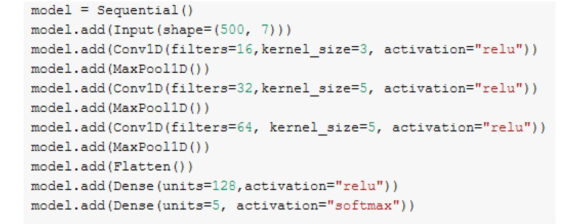 model = Sequential()
model.add(Input(shape=(500, 7)))
model.add(Conv1D(filters=16,kernel_size=3, activation="relu"))
model.add(MaxPool1D())
model.add(Conv1D(filters=32,kernel_size=5, activation="relu"))
model.add(MaxPool1D())
model.add(Conv1D(filters=64, kernel_size=5, activation="relu"))
model.add(MaxPool1D())
model.add(Flatten())
model.add(Dense(units=128,activation="relu"))
model.add(Dense(units=5, activation="softmax"))